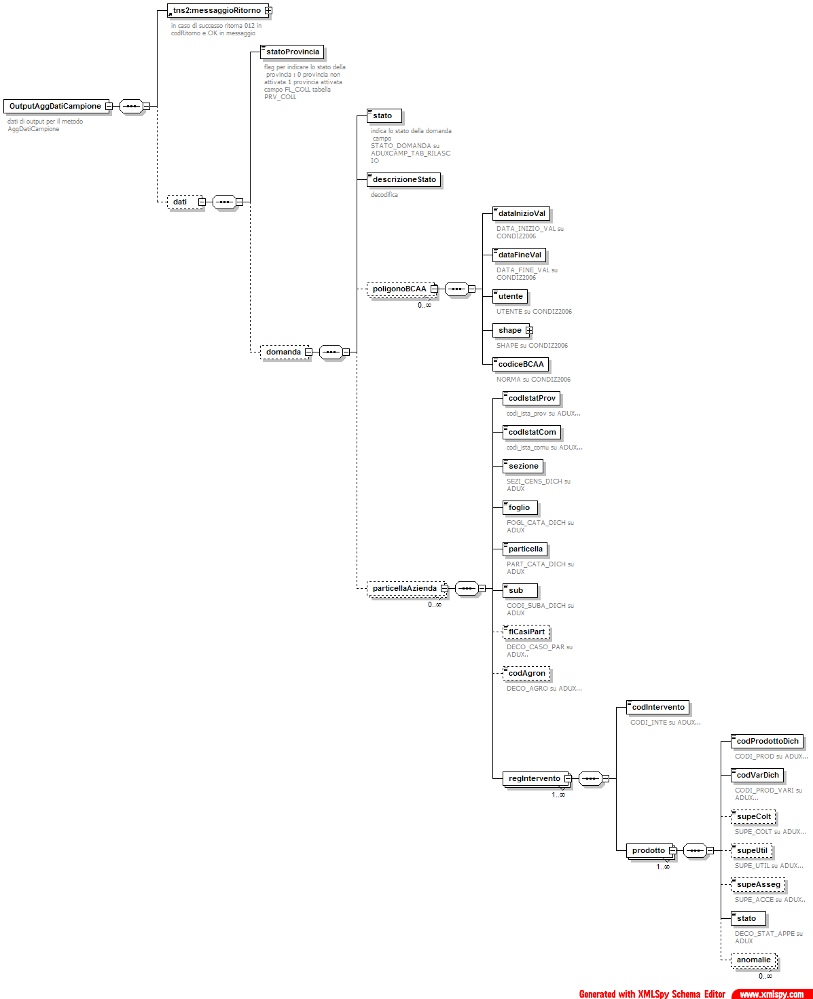 tns2:messaggioRitorno
in caso di successo ritorna 012 in
codRitorno e OK in messaggio
statoProvincia
flag per indicare lo stato della
provincia : 0 provincia non
attivata 1 provincia attivata
campo FL_COLL tabella
PRV_COLL
OutputAggDatiCampione
dati di output per il metodo
AggDatiCampione
stato
indica lo stato della domanda
campo
STATO_DOMANDA su
ADUXCAMP_TAB_RILASC
IO
descrizioneStato
decodifica
dati
dataInizioVal
DATA_INIZIO_VAL su
CONDIZ2006
dataFineVal
DATA_FINE_VAL su
CONDIZ2006
poligonoBCAA
0..∞
utente
UTENTE su CONDIZ2006
shape
SHAPE su CONDIZ2006
domanda
codiceBCAA
NORMA su CONDIZ2006
codIstatProv
codi_ista_prov su ADUX...
codIstatCom
codi_ista_comu su ADUX...
sezione
SEZI_CENS_DICH su
ADUX
foglio
FOGL_CATA_DICH su
ADUX
particella
PART_CATA_DICH su
ADUX
particellaAzienda
0..∞
sub
CODI_SUBA_DICH su
ADUX
flCasiPart
DECO_CASO_PAR su
ADUX..
codAgron
DECO_AGRO su ADUX...
codIntervento
CODI_INTE su ADUX...
codProdottoDich
CODI_PROD su ADUX...
regIntervento
1..∞
codVarDich
CODI_PROD_VARI su
ADUX...
supeColt
SUPE_COLT su ADUX...
prodotto
1..∞
supeUtil
SUPE_UTIL su ADUX...
supeAsseg
SUPE_ACCE su ADUX..
stato
DECO_STAT_APPE su
ADUX
anomalie
0..∞
Generated with XMLSpy Schema Editor www.xmlspy.com